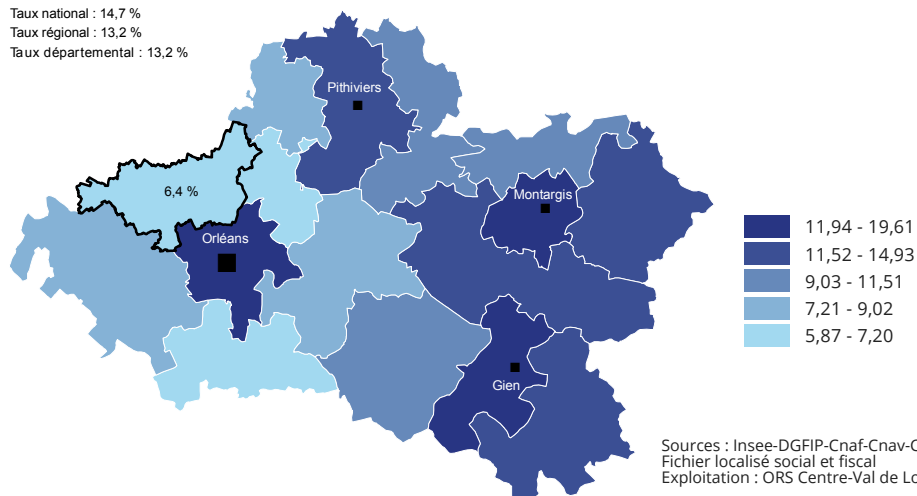 Taux national : 14,7 %
Taux régional : 13,2 %
Taux départemental : 13,2 %
Pithiviers
6,4 %
Montargis
Orléans
Gien
11,94 - 19,61
11,52 - 14,93
9,03 - 11,51
7,21 - 9,02
5,87 - 7,20
Sources : Insee-DGFIP-Cnaf-Cnav-
Fichier localisé social et fiscal
Exploitation : ORS Centre-Val de